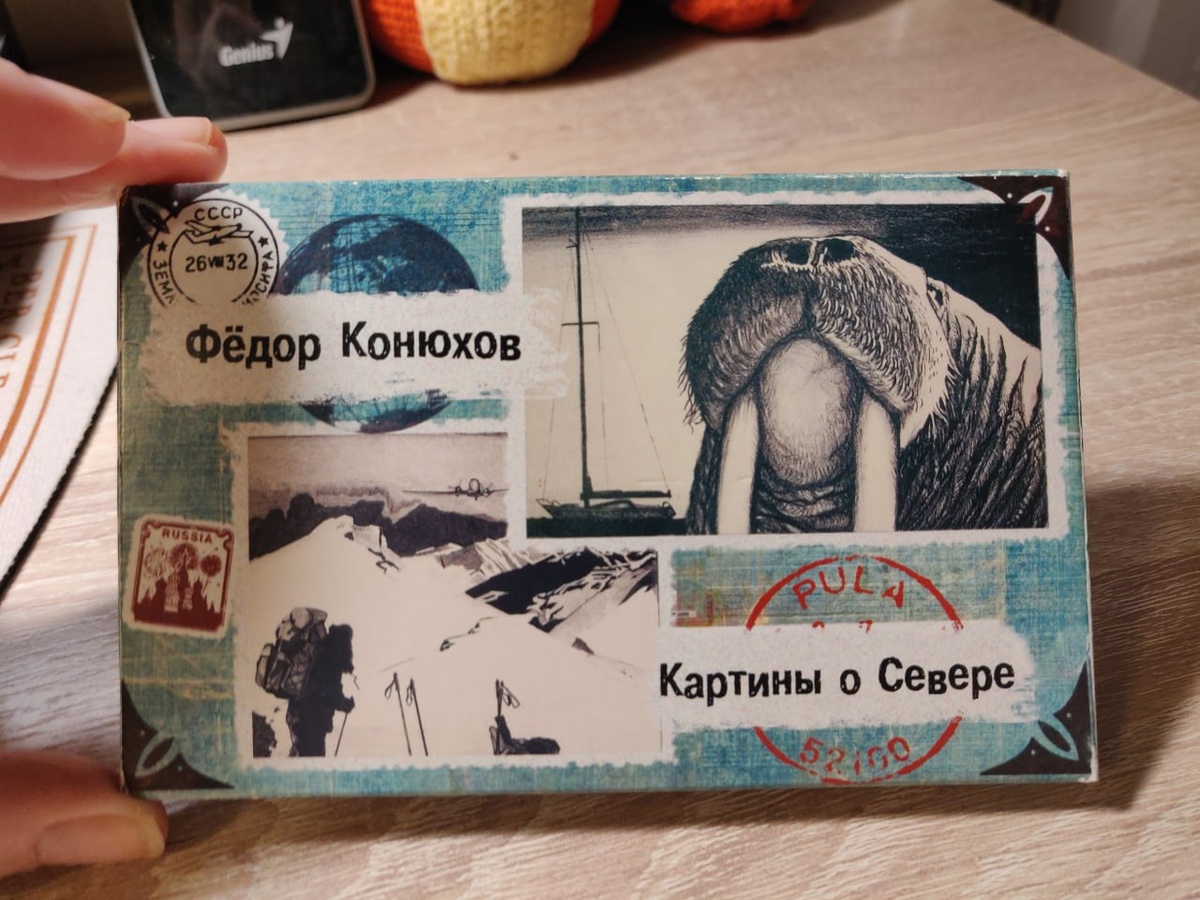 Genius
СССР
26 VIII 32
Фёдор Конюхов
RUSSIA
PULA
Картины о Севере
52100